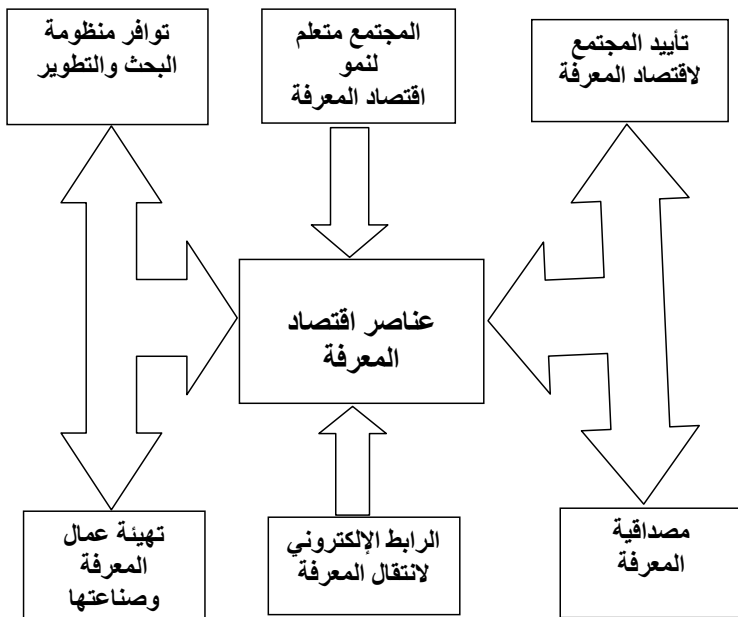 تأييد المجتمع
لاقتصاد المعرفة
المجتمع متعلم
لنمو
اقتصاد المعرفة
توافر منظومة
البحث والتطوير
عناصر اقتصاد
المعرفة
مصداقية
المعرفة
الرابط الإلكتروني
لانتقال المعرفة
تهيئة عمال
المعرفة
وصناعتها